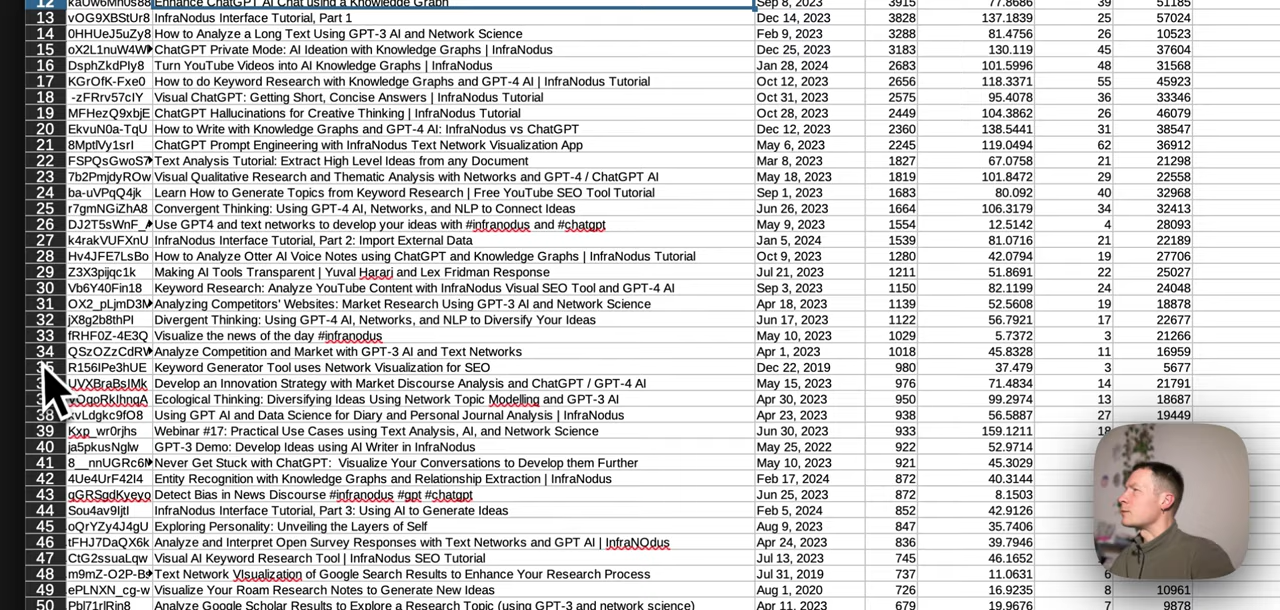 12 kaUw6Mn0s88 Enhance ChatGPT AI Chat using a Knowledge Graph Sep 8, 2023 3915 77.8686 39 51185
13 vOG9XBStUr8 InfraNodus Interface Tutorial, Part 1 Dec 14, 2023 3828 137.1839 25 57024
14 0HHUeJ5uZy8 How to Analyze a Long Text Using GPT-3 AI and Network Science Feb 9, 2023 3288 81.4756 26 10523
15 oX2L1nuW4W ChatGPT Private Mode: AI Ideation with Knowledge Graphs | InfraNodus Dec 25, 2023 3183 130.119 45 37604
16 DsphZkdPly8 Turn YouTube Videos into AI Knowledge Graphs | InfraNodus Jan 28, 2024 2683 101.5996 48 31568
17 KGrOfK-Fxe0 How to do Keyword Research with Knowledge Graphs and GPT-4 AI | InfraNodus Tutorial Oct 12, 2023 2656 118.3371 55 45923
18 -zFRrv57cIY Visual ChatGPT: Getting Short, Concise Answers | InfraNodus Tutorial Oct 31, 2023 2575 95.4078 36 33346
19 MFHezQ9xbjE ChatGPT Hallucinations for Creative Thinking | InfraNodus Tutorial Oct 28, 2023 2449 104.3862 26 46079
20 EkvuN0a-TqU How to Write with Knowledge Graphs and GPT-4 AI: InfraNodus vs ChatGPT Dec 12, 2023 2360 138.5441 31 38547
21 8MptVy1srI ChatGPT Prompt Engineering with InfraNodus Text Network Visualization App May 6, 2023 2245 119.0494 62 36912
22 FSPQsGwoS7 Text Analysis Tutorial: Extract High Level Ideas from any Document Mar 8, 2023 1827 67.0758 21 21298
23 7b2PmjdyROw Visual Qualitative Research and Thematic Analysis with Networks and GPT-4 / ChatGPT AI May 18, 2023 1819 101.8472 29 22558
24 ba-uVPqQ4jk Learn How to Generate Topics from Keyword Research | Free YouTube SEO Tool Tutorial Sep 1, 2023 1683 80.092 40 32968
25 r7gmNGiZhA8 Convergent Thinking: Using GPT-4 AI, Networks, and NLP to Connect Ideas Jun 26, 2023 1664 106.3179 34 32413
26 DJ2T5sWnF_ Use GPT4 and text networks to develop your ideas with #infranodus and #chatgpt May 9, 2023 1554 12.5142 4 28093
27 k4rakVUFXnU InfraNodus Interface Tutorial, Part 2: Import External Data Jan 5, 2024 1539 81.0716 21 22189
28 Hv4JFE7LsBo How to Analyze Otter AI Voice Notes using ChatGPT and Knowledge Graphs | InfraNodus Tutorial Oct 9, 2023 1280 42.0794 19 27706
29 Z3X3pijqc1k Making AI Tools Transparent | Yuval Harari and Lex Fridman Response Jul 21, 2023 1211 51.8691 22 25027
30 Vb6Y40Fin18 Keyword Research: Analyze YouTube Content with InfraNodus Visual SEO Tool and GPT-4 AI Sep 3, 2023 1150 82.1199 24 24048
31 OX2_pLjmD3M Analyzing Competitors' Websites: Market Research Using GPT-3 AI and Network Science Apr 18, 2023 1139 52.5608 19 18878
32 jX8g2b8thPI Divergent Thinking: Using GPT-4 AI, Networks, and NLP to Diversify Your Ideas Jun 17, 2023 1122 56.7921 17 22677
33 fRHF0Z-4E3Q Visualize the news of the day #infranodus May 10, 2023 1029 5.7372 3 21266
34 QSzOZzCdRW Analyze Competition and Market with GPT-3 AI and Text Networks Apr 1, 2023 1018 45.8328 11 16959
35 R156IPe3hUE Keyword Generator Tool uses Network Visualization for SEO Dec 22, 2019 980 37.479 3 5677
UVXBraBsIMk Develop an Innovation Strategy with Market Discourse Analysis and ChatGPT / GPT-4 AI May 15, 2023 976 71.4834 14 21791
Ecological Thinking: Diversifying Ideas Using Network Topic Modelling and GPT-3 AI Apr 30, 2023 950 99.2974 13 18687
38 vLdgkc9fO8 Using GPT AI and Data Science for Diary and Personal Journal Analysis | InfraNodus Apr 23, 2023 938 56.5887 27 19449
39 Kxp_wr0rjhs Webinar #17: Practical Use Cases using Text Analysis, AI, and Network Science Jun 30, 2023 933 159.1211 18
40 ja5pkusNglw GPT-3 Demo: Develop Ideas using AI Writer in InfraNodus May 25, 2022 922 52.9714
41 8__nnUGRc6M Never Get Stuck with ChatGPT: Visualize Your Conversations to Develop them Further May 10, 2023 921 45.3029
42 4Ue4UrF42I4 Entity Recognition with Knowledge Graphs and Relationship Extraction | InfraNodus Feb 17, 2024 872 40.3144
43 qGRSgdKyeyo Detect Bias in News Discourse #infranodus #gpt #chatgpt Jun 25, 2023 872 8.1503
44 Sou4av9IjtI InfraNodus Interface Tutorial, Part 3: Using AI to Generate Ideas Feb 5, 2024 852 42.9126
45 oQrYZy4J4gU Exploring Personality: Unveiling the Layers of Self Aug 9, 2023 847 35.7406
46 tFHJ7DaQX6k Analyze and Interpret Open Survey Responses with Text Networks and GPT AI | InfraNOdus Apr 24, 2023 836 39.7946
47 CtG2ssuaLqw Visual AI Keyword Research Tool | InfraNodus SEO Tutorial Jul 13, 2023 745 46.1652
48 m9mZ-O2P-B Text Network VIsualization of Google Search Results to Enhance Your Research Process Jul 31, 2019 737 11.0631 6
49 ePLNXN_cg-w Visualize Your Roam Research Notes to Generate New Ideas Aug 1, 2020 726 16.9235 8 10961
50 Pbl71rlRin8 Analyze Google Scholar Results to Explore a Research Topic (using GPT-3 and network science) Apr 11, 2023 679 19.9676 7 9870